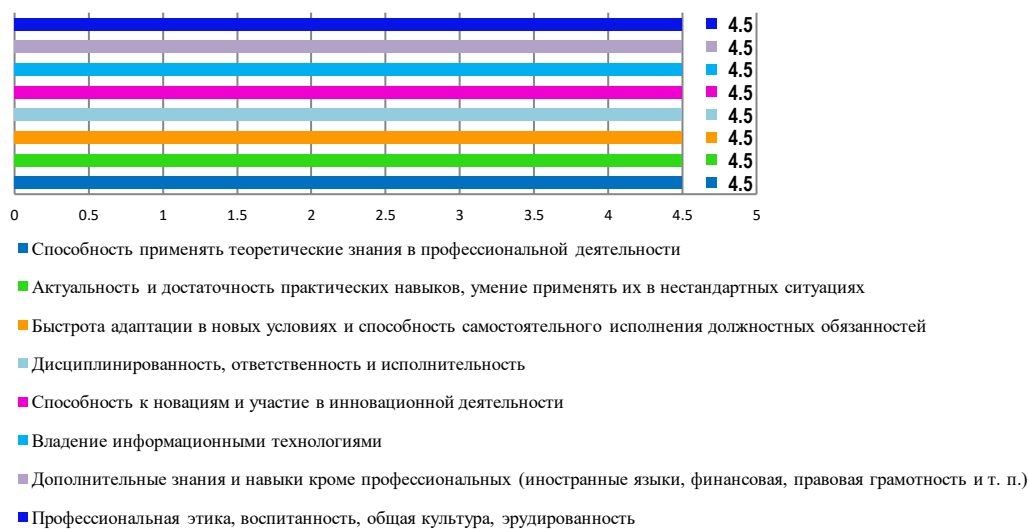 4.5
4.5
4.5
4.5
4.5
4.5
4.5
4.5
0 0.5 1 1.5 2 2.5 3 3.5 4 4.5 5
Способность применять теоретические знания в профессиональной деятельности
Актуальность и достаточность практических навыков, умение применять их в нестандартных ситуациях
Быстрота адаптации в новых условиях и способность самостоятельного исполнения должностных обязанностей
Дисциплинированность, ответственность и исполнительность
Способность к новациям и участие в инновационной деятельности
Владение информационными технологиями
Дополнительные знания и навыки кроме профессиональных (иностранные языки, финансовая, правовая грамотность и т. п.)
Профессиональная этика, воспитанность, общая культура, эрудированность